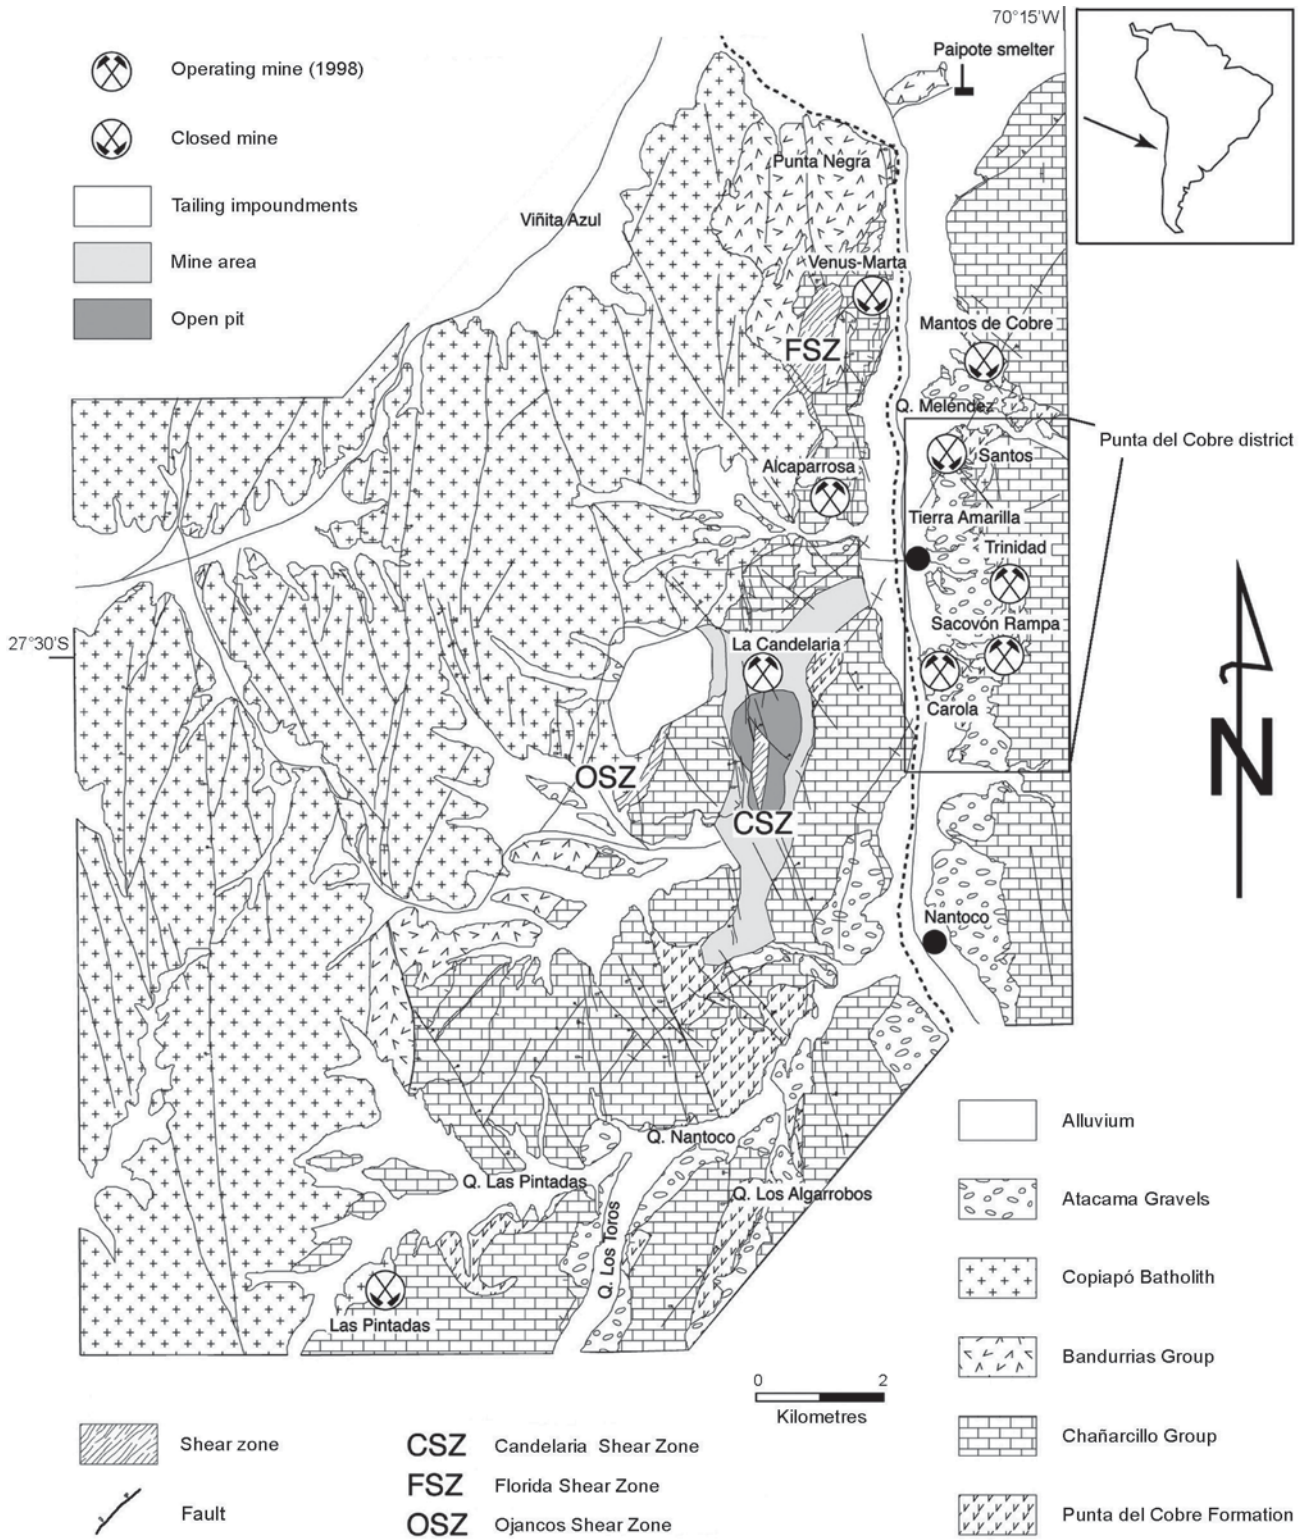 70°15'W
Paipote smelter
Operating mine (1998)
Closed mine
Tailing impoundments
Mine area
Open pit
Punta Negra
Viñita Azul
Venus-Marta
Mantos de Cobre
FSZ
Q. Meléndez
Punta del Cobre district
Santos
Alcaparrosa
Tierra Amarilla
Trinidad
Sacovón Rampa
27°30'S
La Candelaria
Carola
N
OSZ
CSZ
Nantoco
Q. Nantoco
Q. Las Pintadas
Q. Los Algarrobos
Q. Los Toros
Las Pintadas
Alluvium
Atacama Gravels
Copiapó Batholith
Bandurrias Group
Chañarcillo Group
Punta del Cobre Formation
0 2
Kilometres
Shear zone
Fault
CSZ Candelaria Shear Zone
FSZ Florida Shear Zone
OSZ Ojancos Shear Zone